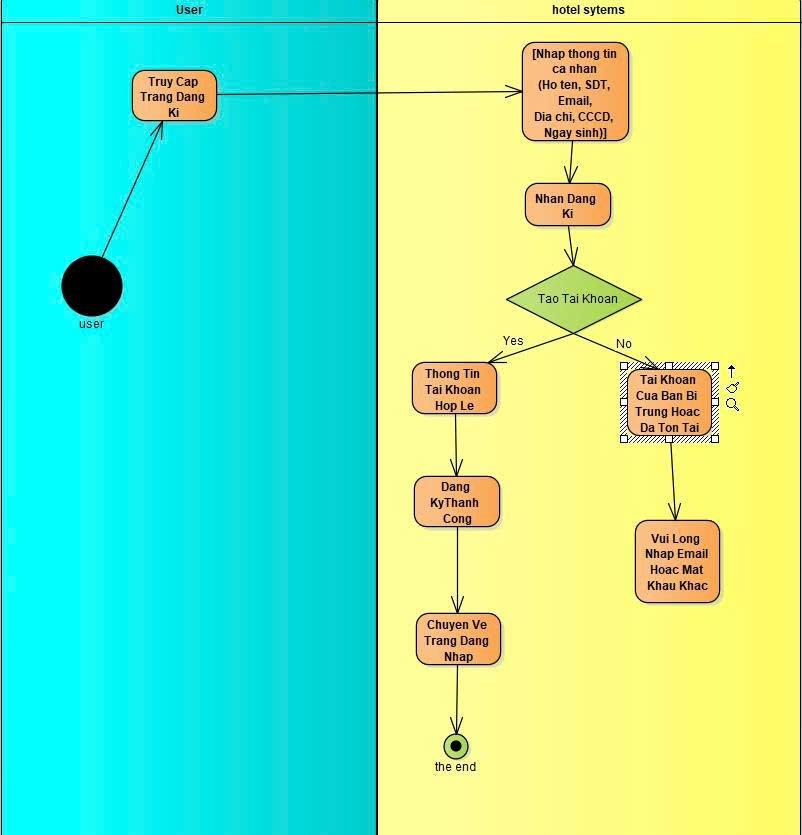 User
hotel sytems
Truy Cap
Trang Dang
Ki
user
[Nhap thong tin
ca nhan
(Ho ten, SDT,
Email,
Dia chi, CCCD,
Ngay sinh)]
Nhan Dang
Ki
Tao Tai Khoan
Yes
No
Thong Tin
Tai Khoan
Hop Le
Tai Khoan
Cua Ban Bi
Trung Hoac
Da Ton Tai
Dang
KyThanh
Cong
Vui Long
Nhap Email
Hoac Mat
Khau Khac
Chuyen Ve
Trang Dang
Nhap
the end